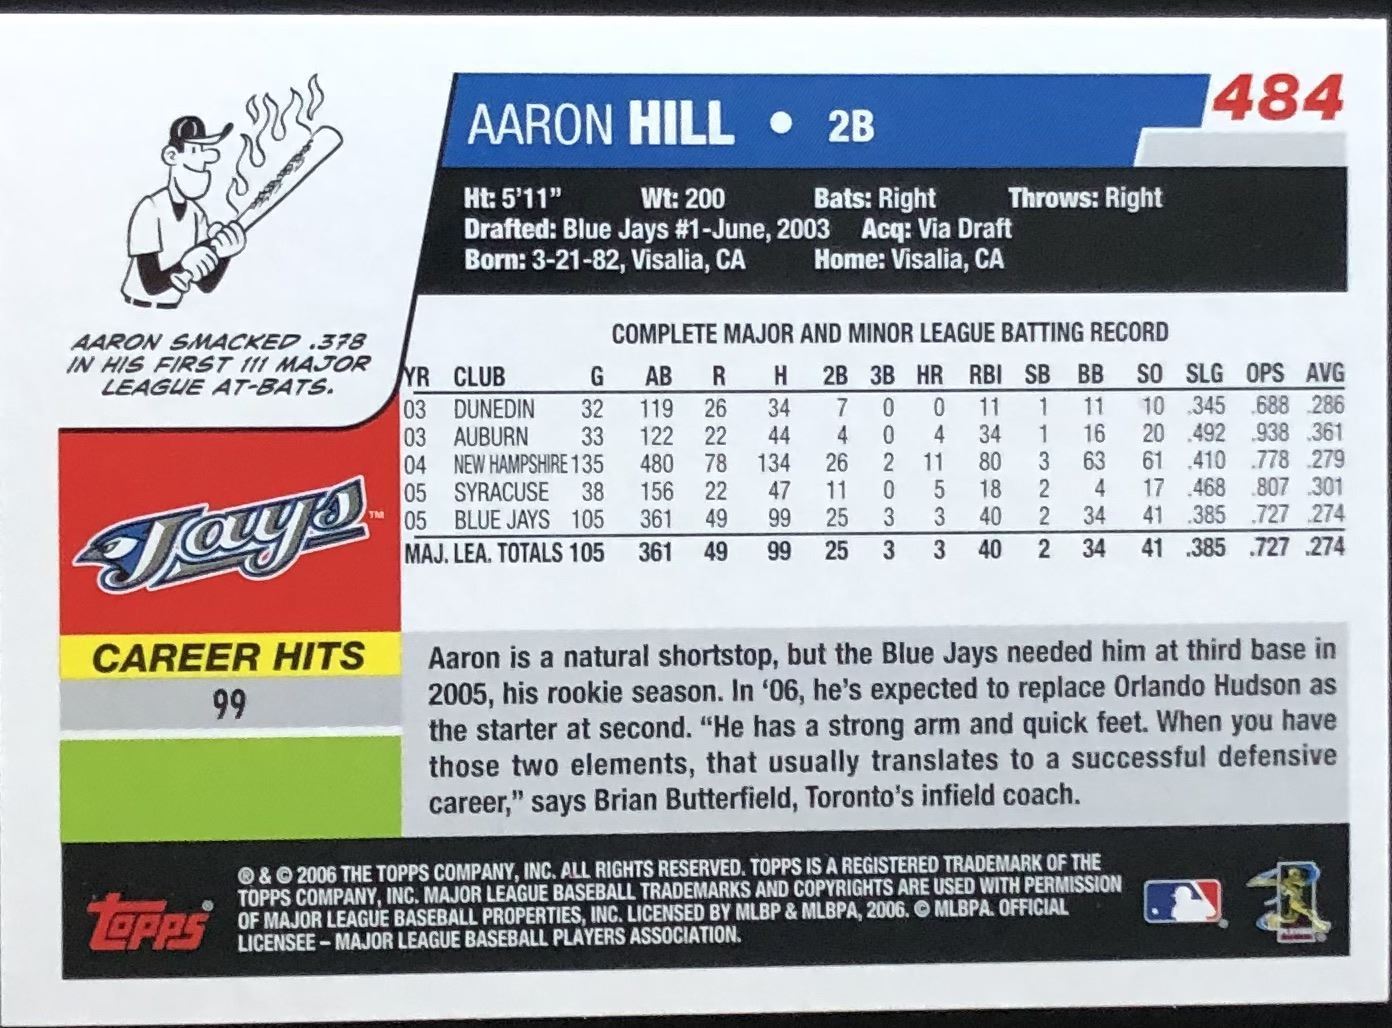 484
AARON HILL • 2B
Ht: 5'11" Wt: 200 Bats: Right Throws: Right
Drafted: Blue Jays #1-June, 2003 Acq: Via Draft
Born: 3-21-82, Visalia, CA Home: Visalia, CA
AARON SMACKED .378
IN HIS FIRST 111 MAJOR
LEAGUE AT-BATS.
COMPLETE MAJOR AND MINOR LEAGUE BATTING RECORD
YR CLUB G AB R H 2B 3B HR RBI SB BB SO SLG OPS AVG
03 DUNEDIN 32 119 26 34 7 0 0 11 1 11 10 .345 .688 .286
03 AUBURN 33 122 22 44 4 0 4 34 1 16 20 .492 .938 .361
04 NEW HAMPSHIRE 135 480 78 134 26 2 11 80 3 63 61 .410 .778 .279
05 SYRACUSE 38 156 22 47 11 0 5 18 2 4 17 .468 .807 .301
05 BLUE JAYS 105 361 49 99 25 3 3 40 2 34 41 .385 .727 .274
MAJ. LEA. TOTALS 105 361 49 99 25 3 3 40 2 34 41 .385 .727 .274
Jays™
CAREER HITS
99
Aaron is a natural shortstop, but the Blue Jays needed him at third base in
2005, his rookie season. In '06, he's expected to replace Orlando Hudson as
the starter at second. "He has a strong arm and quick feet. When you have
those two elements, that usually translates to a successful defensive
career," says Brian Butterfield, Toronto's infield coach.
Topps®
® & © 2006 THE TOPPS COMPANY, INC. ALL RIGHTS RESERVED. TOPPS IS A REGISTERED TRADEMARK OF THE
TOPPS COMPANY, INC. MAJOR LEAGUE BASEBALL TRADEMARKS AND COPYRIGHTS ARE USED WITH PERMISSION
OF MAJOR LEAGUE BASEBALL PROPERTIES, INC. LICENSED BY MLBP & MLBPA, 2006. © MLBPA. OFFICIAL
LICENSEE – MAJOR LEAGUE BASEBALL PLAYERS ASSOCIATION.